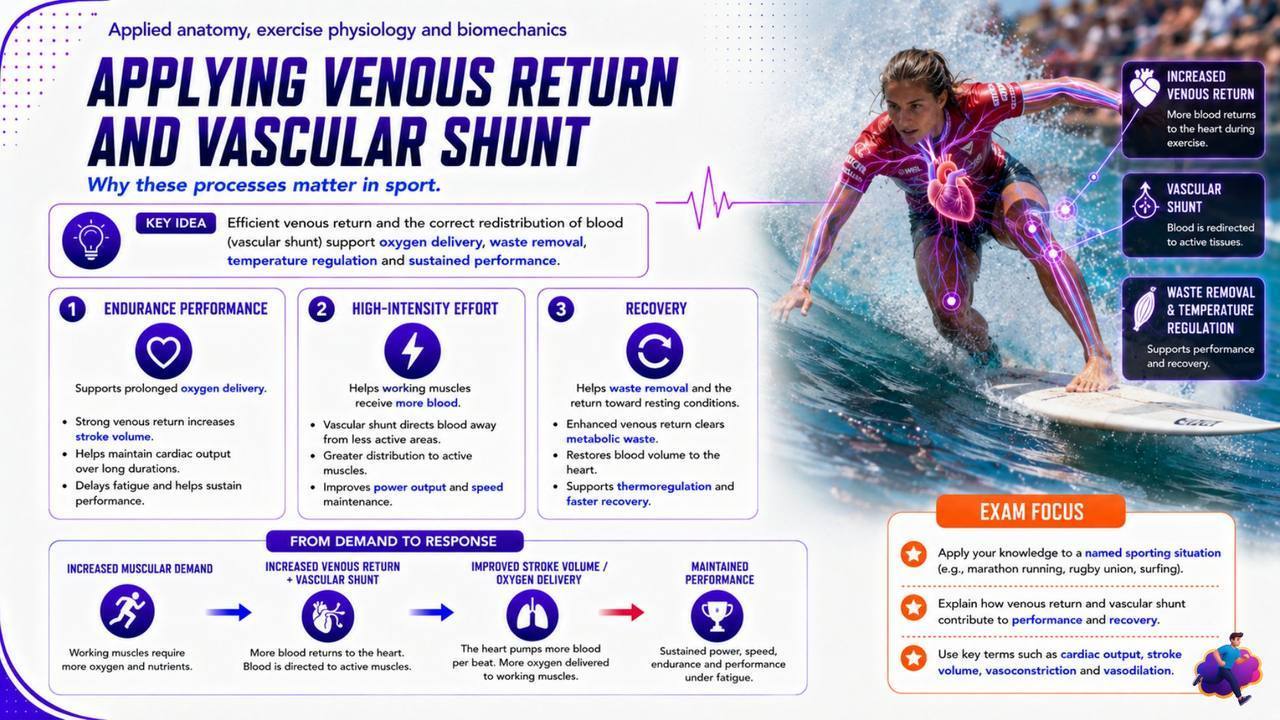 Applied anatomy, exercise physiology and biomechanics
APPLYING VENOUS RETURN
AND VASCULAR SHUNT
Why these processes matter in sport.
KEY IDEA
Efficient venous return and the correct redistribution of blood
(vascular shunt) support oxygen delivery, waste removal,
temperature regulation and sustained performance.
1
ENDURANCE PERFORMANCE
Supports prolonged oxygen delivery.
• Strong venous return increases
stroke volume.
• Helps maintain cardiac output
over long durations.
• Delays fatigue and helps sustain
performance.
2
HIGH-INTENSITY EFFORT
Helps working muscles
receive more blood.
• Vascular shunt directs blood away
from less active areas.
• Greater distribution to active
muscles.
• Improves power output and speed
maintenance.
3
RECOVERY
Helps waste removal and the
return toward resting conditions.
• Enhanced venous return clears
metabolic waste.
• Restores blood volume to the
heart.
• Supports thermoregulation and
faster recovery.
FROM DEMAND TO RESPONSE
INCREASED MUSCULAR DEMAND
Working muscles require
more oxygen and nutrients.
INCREASED VENOUS RETURN
+ VASCULAR SHUNT
More blood returns to the heart.
Blood is directed to active muscles.
IMPROVED STROKE VOLUME /
OXYGEN DELIVERY
The heart pumps more blood
per beat. More oxygen delivered
to working muscles.
MAINTAINED
PERFORMANCE
Sustained power, speed,
endurance and performance
under fatigue.
INCREASED
VENOUS RETURN
More blood returns
to the heart during
exercise.
VASCULAR
SHUNT
Blood is redirected
to active tissues.
WASTE REMOVAL
& TEMPERATURE
REGULATION
Supports performance
and recovery.
EXAM FOCUS
Apply your knowledge to a named sporting situation
(e.g., marathon running, rugby union, surfing).
Explain how venous return and vascular shunt
contribute to performance and recovery.
Use key terms such as cardiac output, stroke
volume, vasoconstriction and vasodilation.